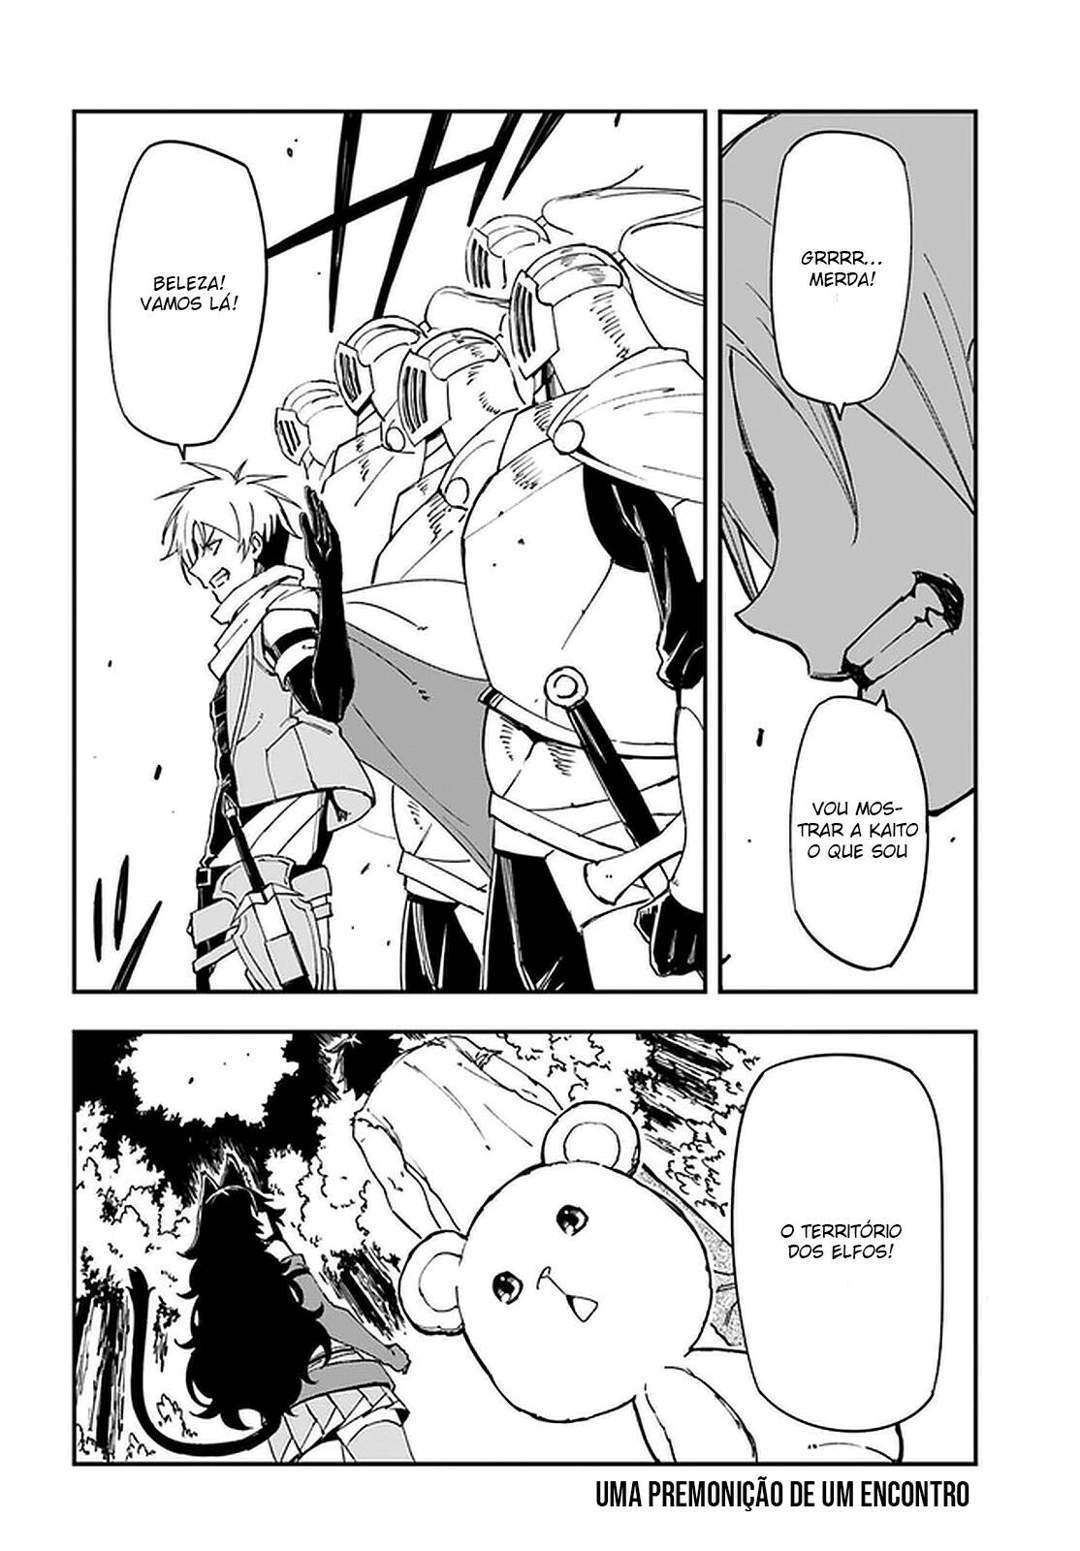 GRRRR...
MERDA!
VOU MOS-
TRAR A KAITO
O QUE SOU
BELEZA!
VAMOS LÁ!
O TERRITÓRIO
DOS ELFOS!
UMA PREMONIÇÃO DE UM ENCONTRO